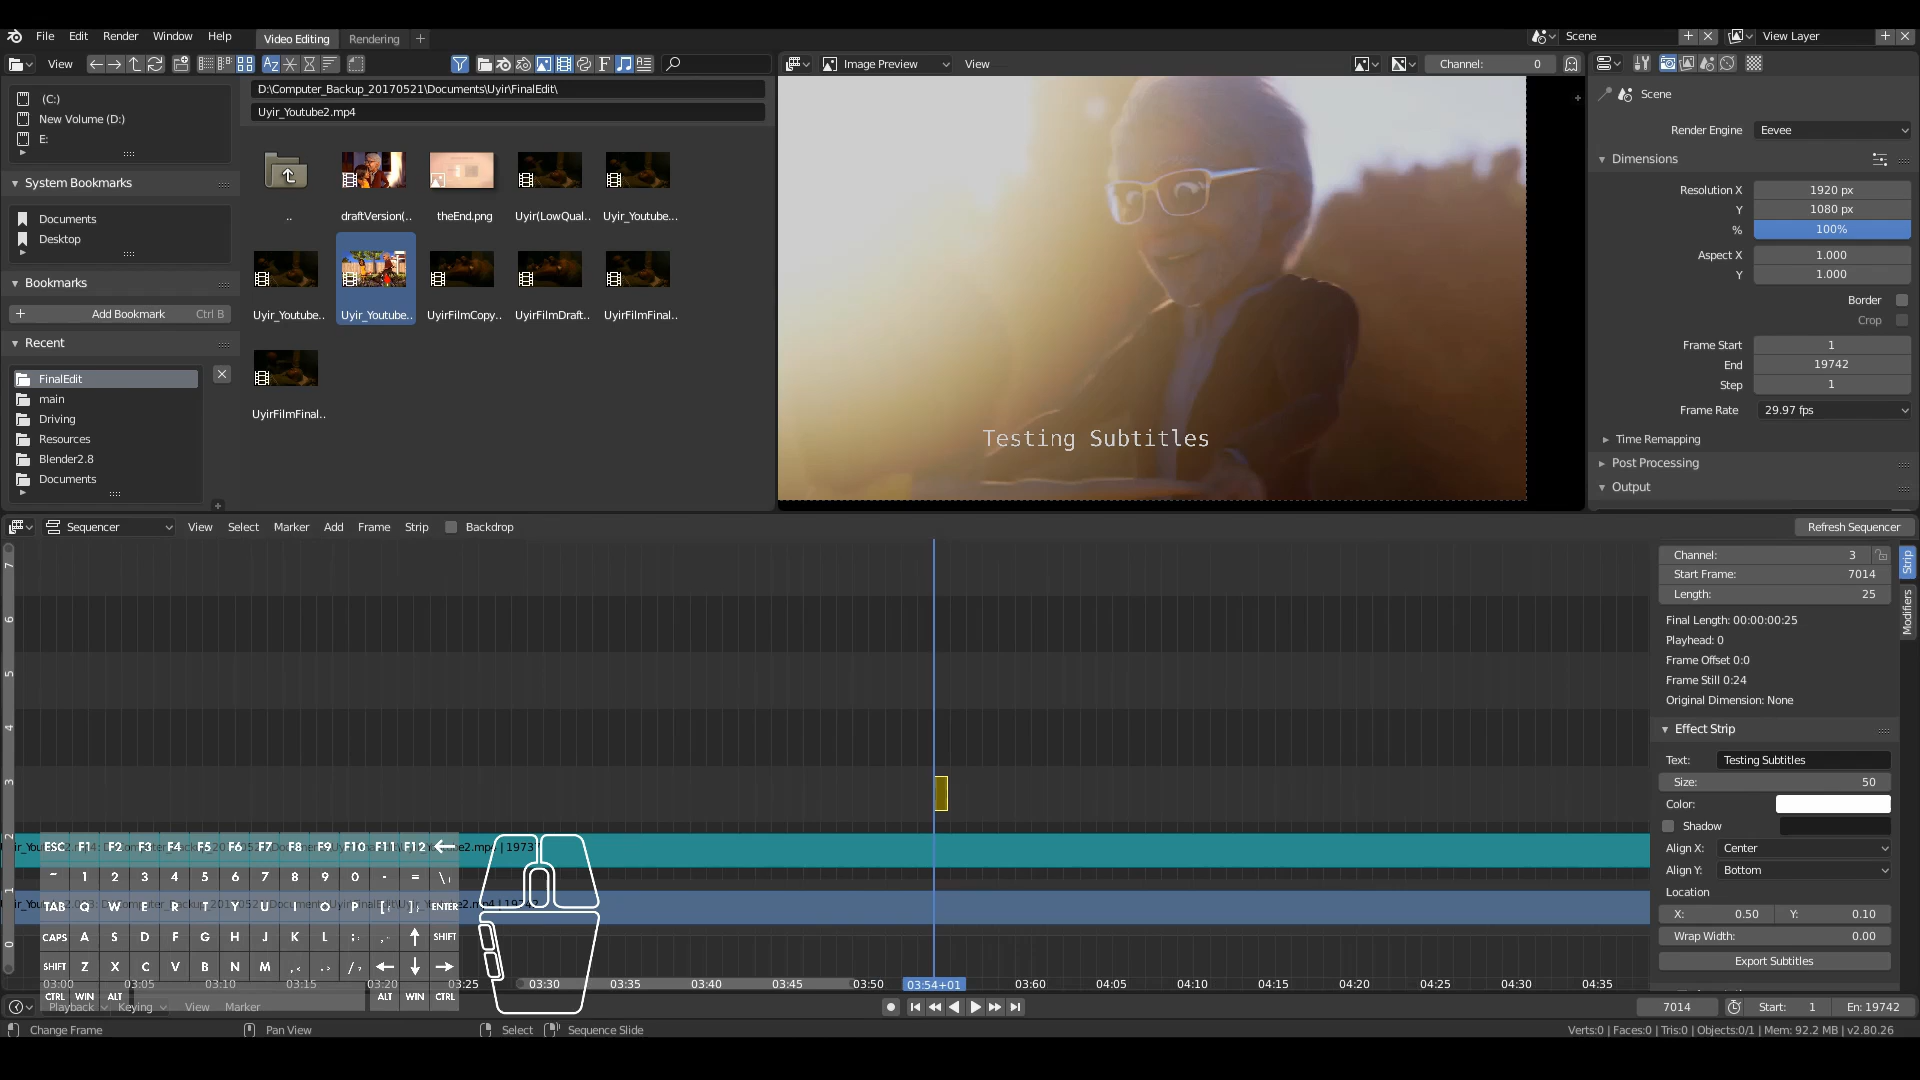 File Edit Render Window Help Video Editing Rendering + Scene View Layer
View Image Preview View Channel: 0
(C:)
New Volume (D:)
E:
System Bookmarks
Documents
Desktop
Bookmarks
Add Bookmark Ctrl B
Recent
FinalEdit
main
Driving
Resources
Blender2.8
Documents
D:\Computer_Backup_20170521\Documents\Uyir\FinalEdit\
Uyir_Youtube2.mp4
.. draftVersion(.. theEnd.png Uyir(LowQual.. Uyir_Youtube...
Uyir_Youtube.. Uyir_Youtube.. UyirFilmCopy.. UyirFilmDraft.. UyirFilmFinal..
UyirFilmFinal..
Testing Subtitles
Scene
Render Engine Eevee
Dimensions
Resolution X 1920 px
Y 1080 px
% 100%
Aspect X 1.000
Y 1.000
Border
Crop
Frame Start 1
End 19742
Step 1
Frame Rate 29.97 fps
Time Remapping
Post Processing
Output
Sequencer View Select Marker Add Frame Strip Backdrop Refresh Sequencer
7
6
5
4
3
2
1
0
Channel: 3
Start Frame: 7014
Length: 25
Final Length: 00:00:00:25
Playhead: 0
Frame Offset 0:0
Frame Still 0:24
Original Dimension: None
Effect Strip
Text: Testing Subtitles
Size: 50
Color:
Shadow
Align X: Center
Align Y: Bottom
Location
X: 0.50 Y: 0.10
Wrap Width: 0.00
Export Subtitles
Strip
Modifiers
ESC F1 F2 F3 F4 F5 F6 F7 F8 F9 F10 F11 F12
~ 1 2 3 4 5 6 7 8 9 0 - = \
TAB Q W E R T Y U I O P [ ] ENTER
CAPS A S D F G H J K L ; SHIFT
SHIFT Z X C V B N M
CTRL WIN ALT ALT WIN CTRL
03:00 03:05 03:10 03:15 03:20 03:25 03:30 03:35 03:40 03:45 03:50 03:54+01 03:60 04:05 04:10 04:15 04:20 04:25 04:30 04:35
Playback Keying View Marker 7014 Start: 1 En: 19742
Change Frame Pan View Select Sequence Slide Verts:0 | Faces:0 | Tris:0 | Objects:0/1 | Mem: 92.2 MB | v2.80.26